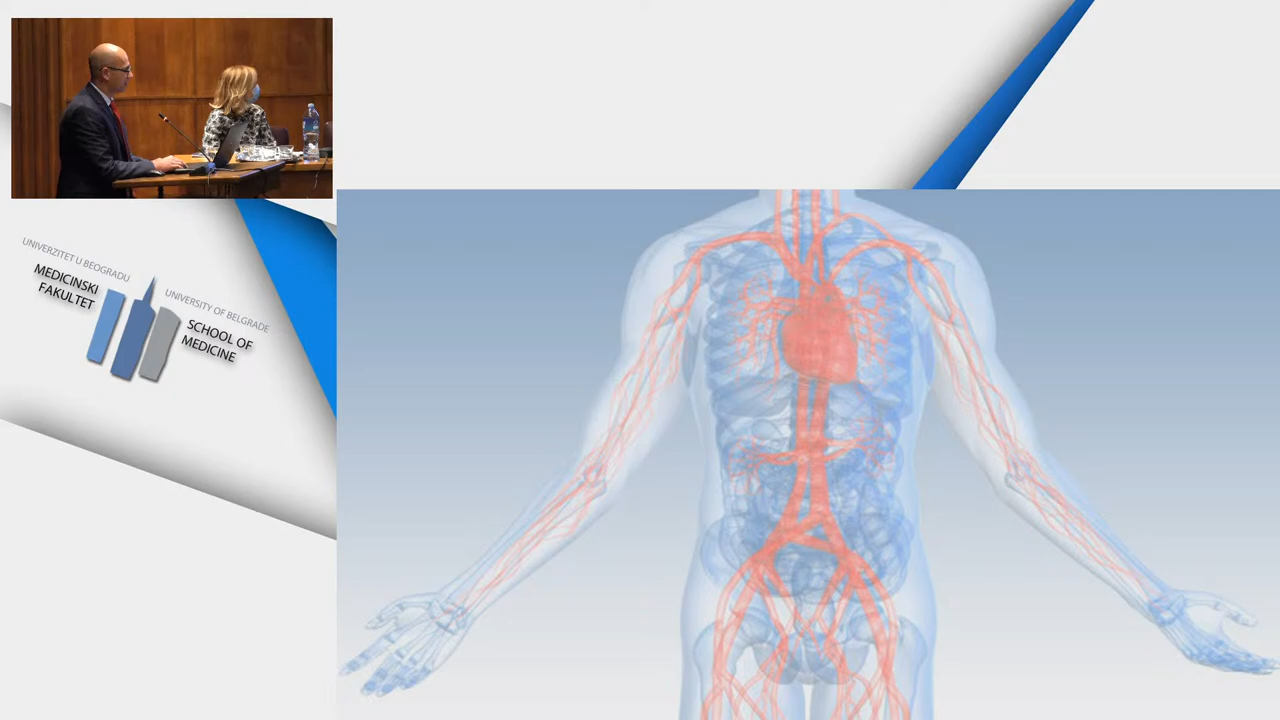 UNIVERZITET U BEOGRADU
MEDICINSKI
FAKULTET
UNIVERSITY OF BELGRADE
SCHOOL OF
MEDICINE